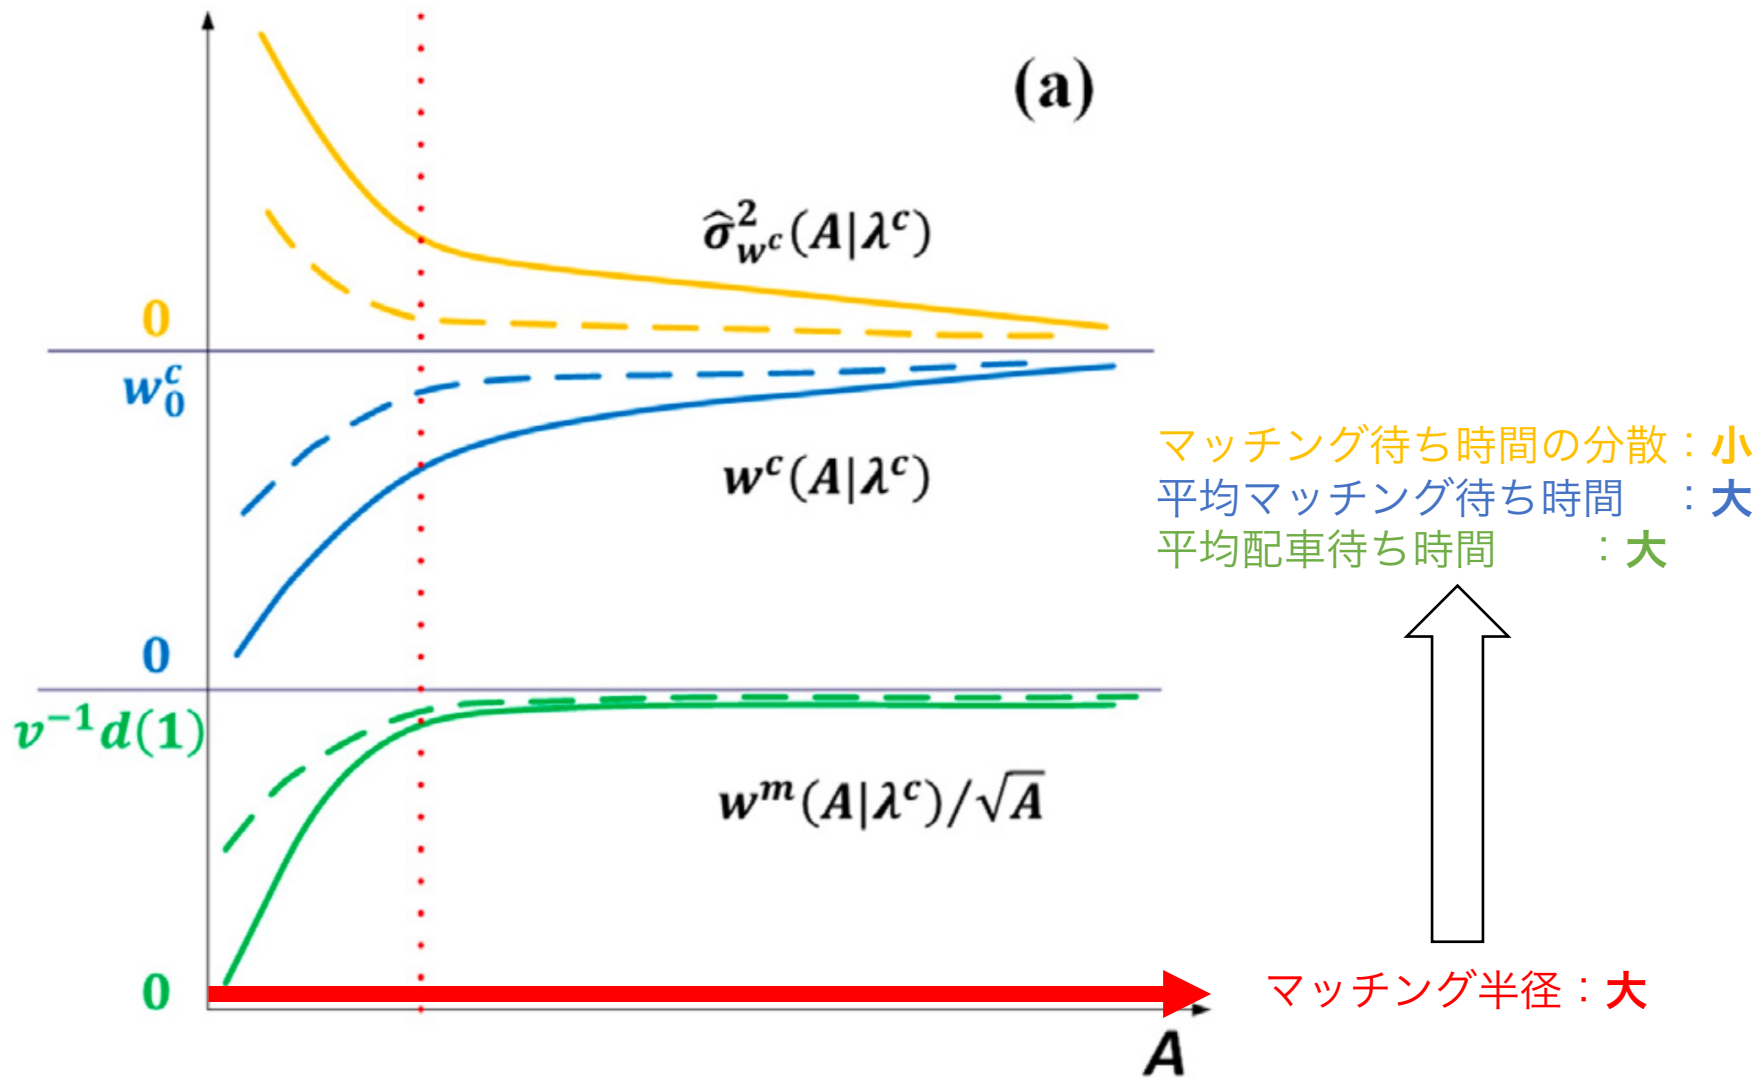 (a)
σ̂²_{w^c}(A|λ^c)
0
w₀^c
w^c(A|λ^c)
マッチング待ち時間の分散：小
平均マッチング待ち時間　：大
平均配車待ち時間　　：大
0
v⁻¹d(1)
w^m(A|λ^c)/√A
0
マッチング半径：大
A